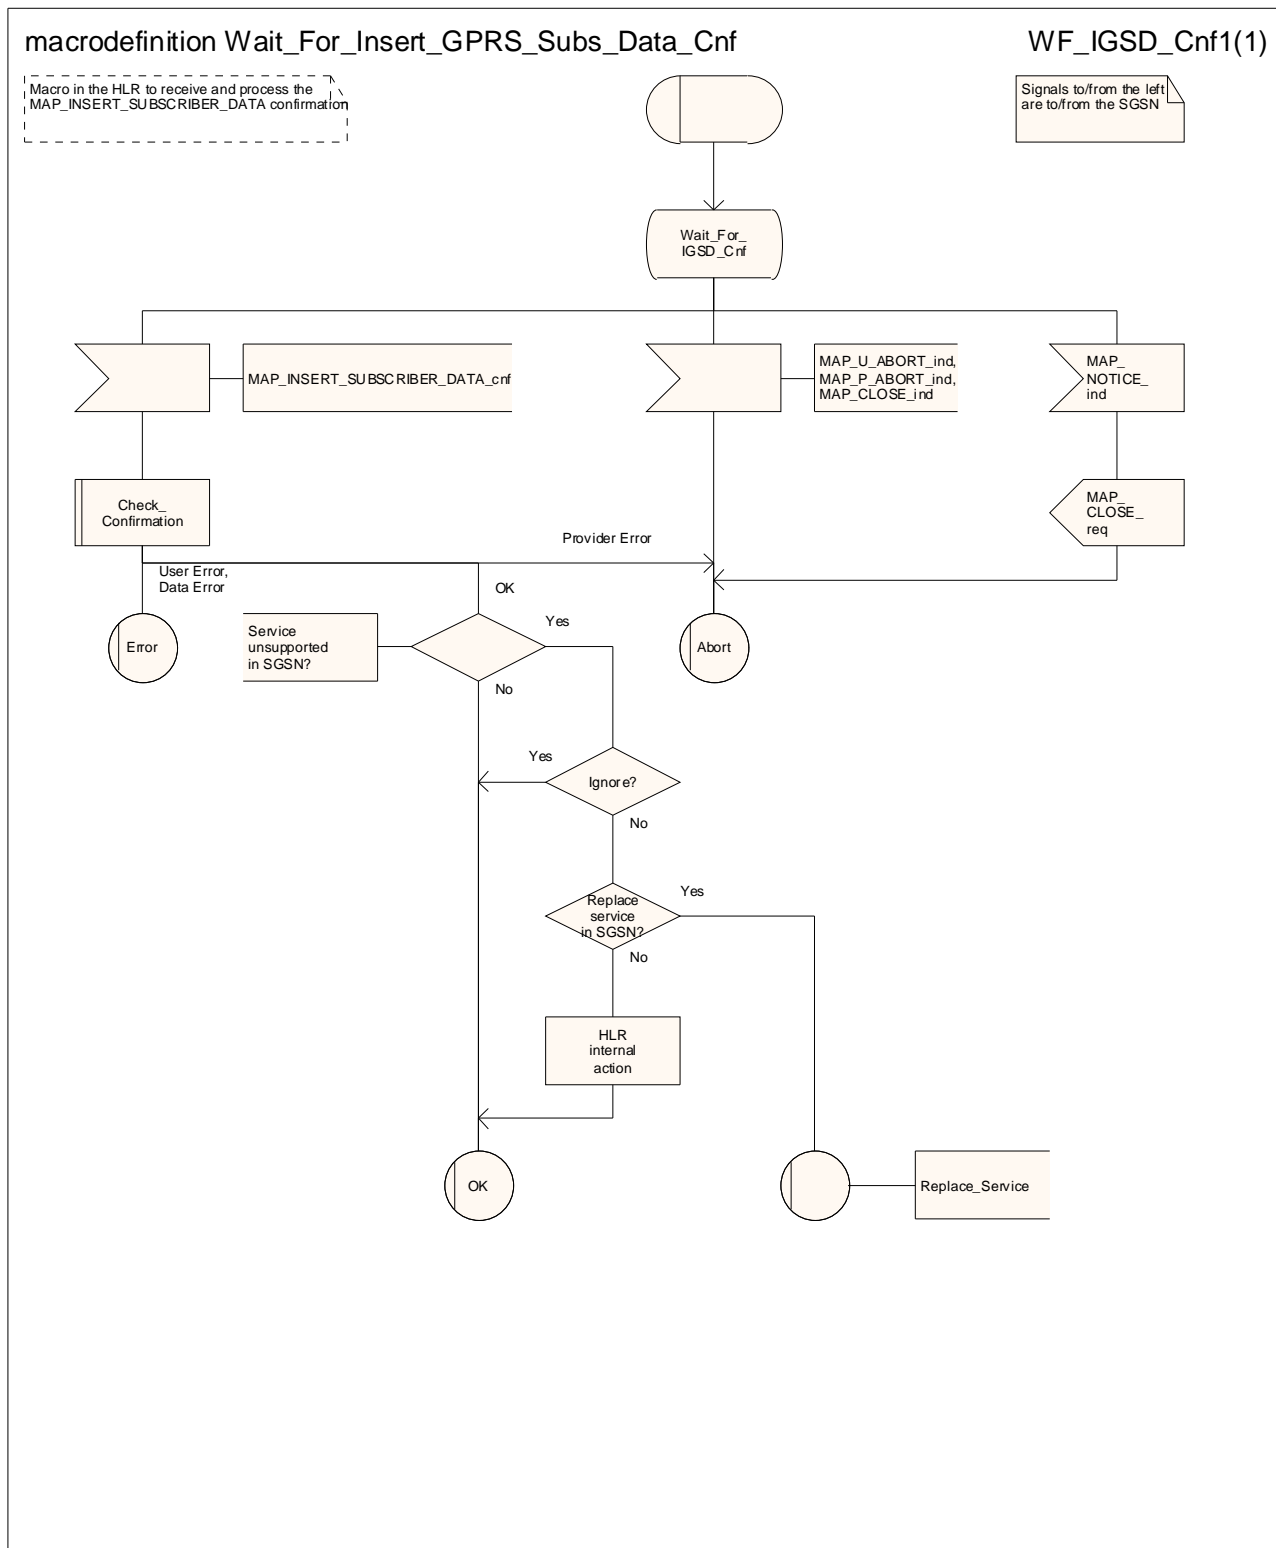 macrodefinition Wait_For_Insert_GPRS_Subs_Data_Cnf
WF_IGSD_Cnf1(1)
Macro in the HLR to receive and process the
MAP_INSERT_SUBSCRIBER_DATA confirmation
Signals to/from the left
are to/from the SGSN
Wait_For_
IGSD_Cnf
MAP_INSERT_SUBSCRIBER_DATA_cnf
MAP_U_ABORT_ind,
MAP_P_ABORT_ind,
MAP_CLOSE_ind
MAP_
NOTICE_
ind
Check_
Confirmation
MAP_
CLOSE_
req
Provider Error
User Error,
Data Error
OK
Service
unsupported
in SGSN?
Yes
Error
Abort
No
Yes
Ignore?
No
Replace
service
in SGSN?
Yes
No
HLR
internal
action
OK
Replace_Service